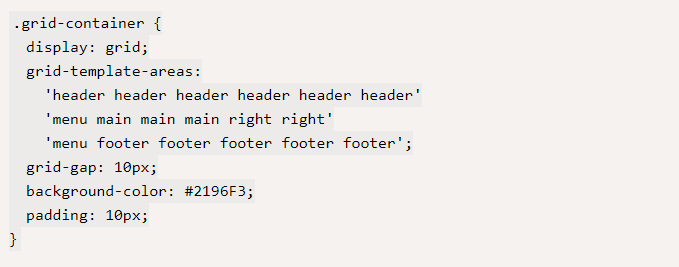 .grid-container {
  display: grid;
  grid-template-areas:
    'header header header header header header'
    'menu main main main right right'
    'menu footer footer footer footer footer';
  grid-gap: 10px;
  background-color: #2196F3;
  padding: 10px;
}